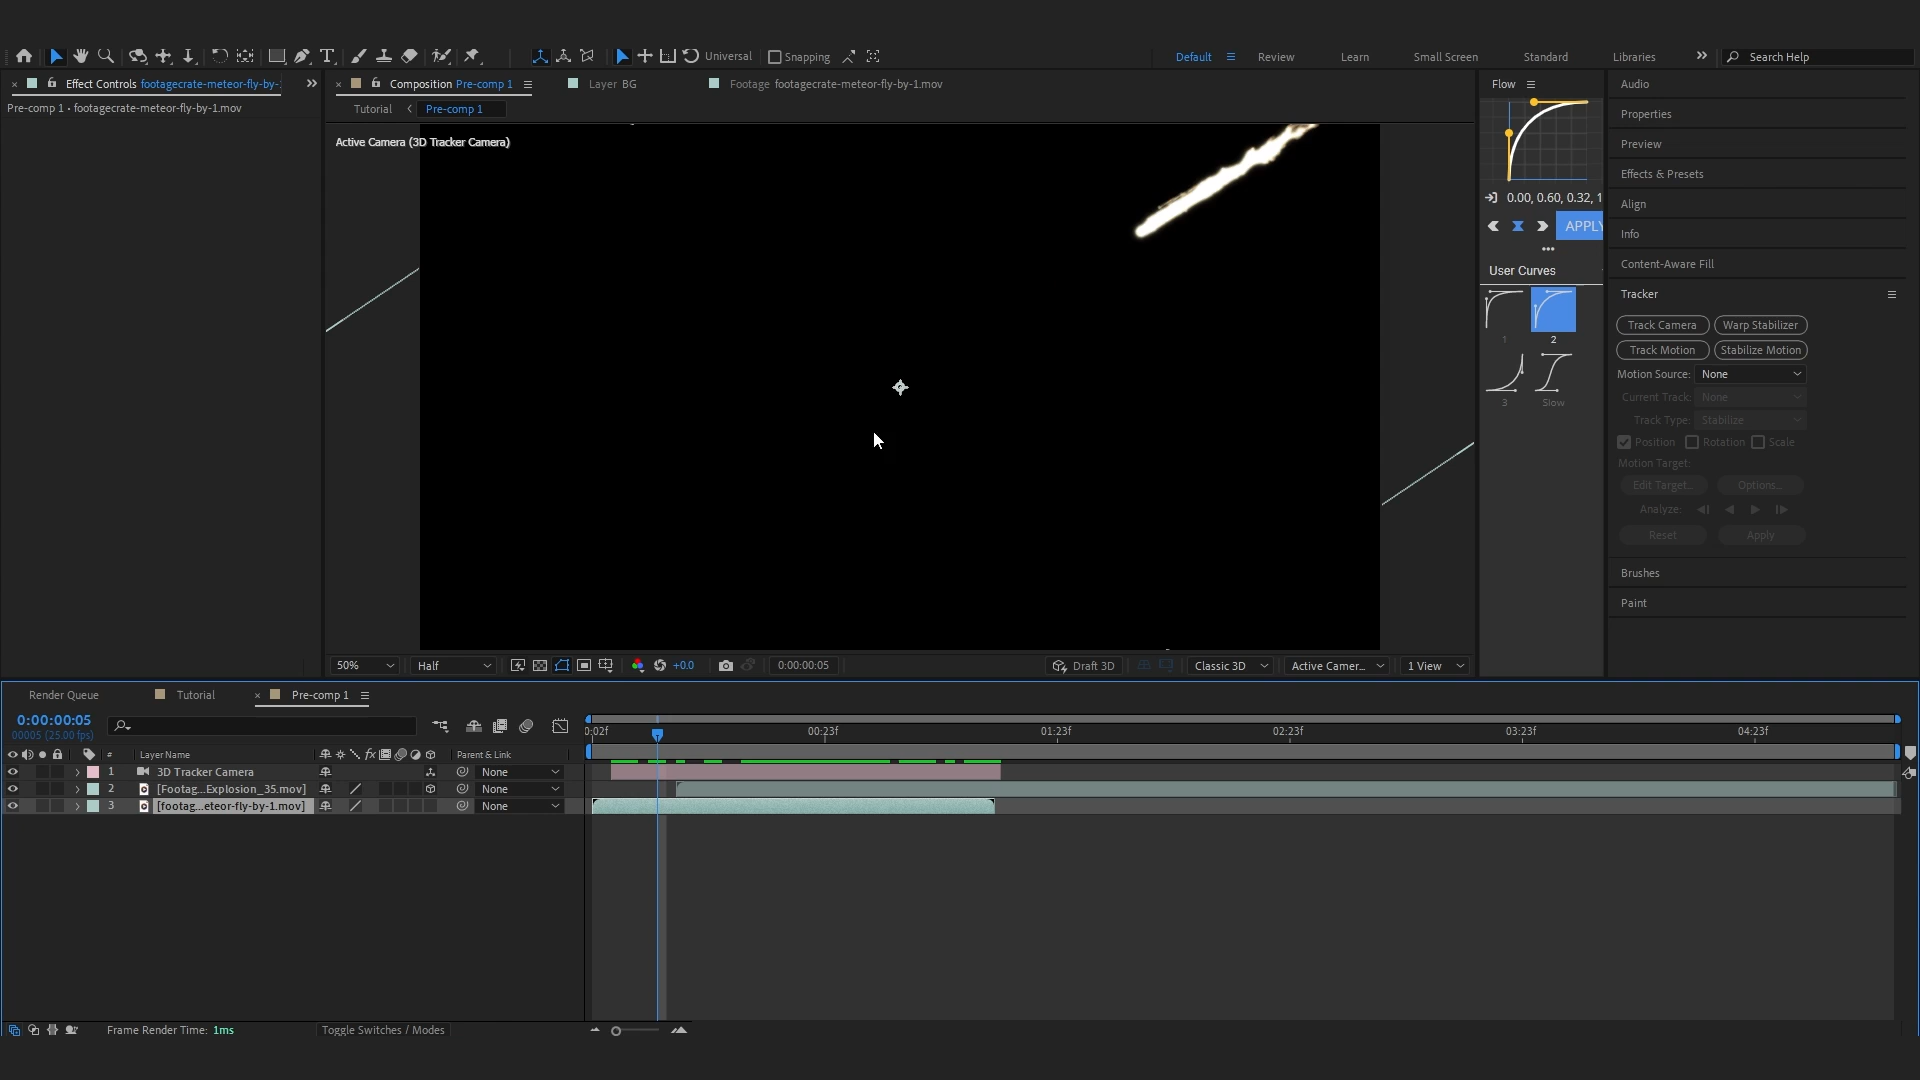 Universal
Snapping
Default
Review
Learn
Small Screen
Standard
Libraries
Search Help
Effect Controls footagecrate-meteor-fly-by-
Composition Pre-comp 1
Layer BG
Footage footagecrate-meteor-fly-by-1.mov
Pre-comp 1 • footagecrate-meteor-fly-by-1.mov
Tutorial
Pre-comp 1
Active Camera (3D Tracker Camera)
Flow
0.00, 0.60, 0.32, 1
APPLY
User Curves
1
2
3
Slow
Audio
Properties
Preview
Effects & Presets
Align
Info
Content-Aware Fill
Tracker
Track Camera
Warp Stabilizer
Track Motion
Stabilize Motion
Motion Source: None
Current Track: None
Track Type: Stabilize
Position
Rotation
Scale
Motion Target:
Edit Target...
Options...
Analyze:
Reset
Apply
Brushes
Paint
50%
Half
+0.0
0:00:00:05
Draft 3D
Classic 3D
Active Camer...
1 View
Render Queue
Tutorial
Pre-comp 1
0:00:00:05
00005 (25.00 fps)
0:02f
00:23f
01:23f
02:23f
03:23f
04:23f
#
Layer Name
fx
Parent & Link
1
3D Tracker Camera
None
2
[Footag...Explosion_35.mov]
None
3
[footag...eteor-fly-by-1.mov]
None
Frame Render Time: 1ms
Toggle Switches / Modes